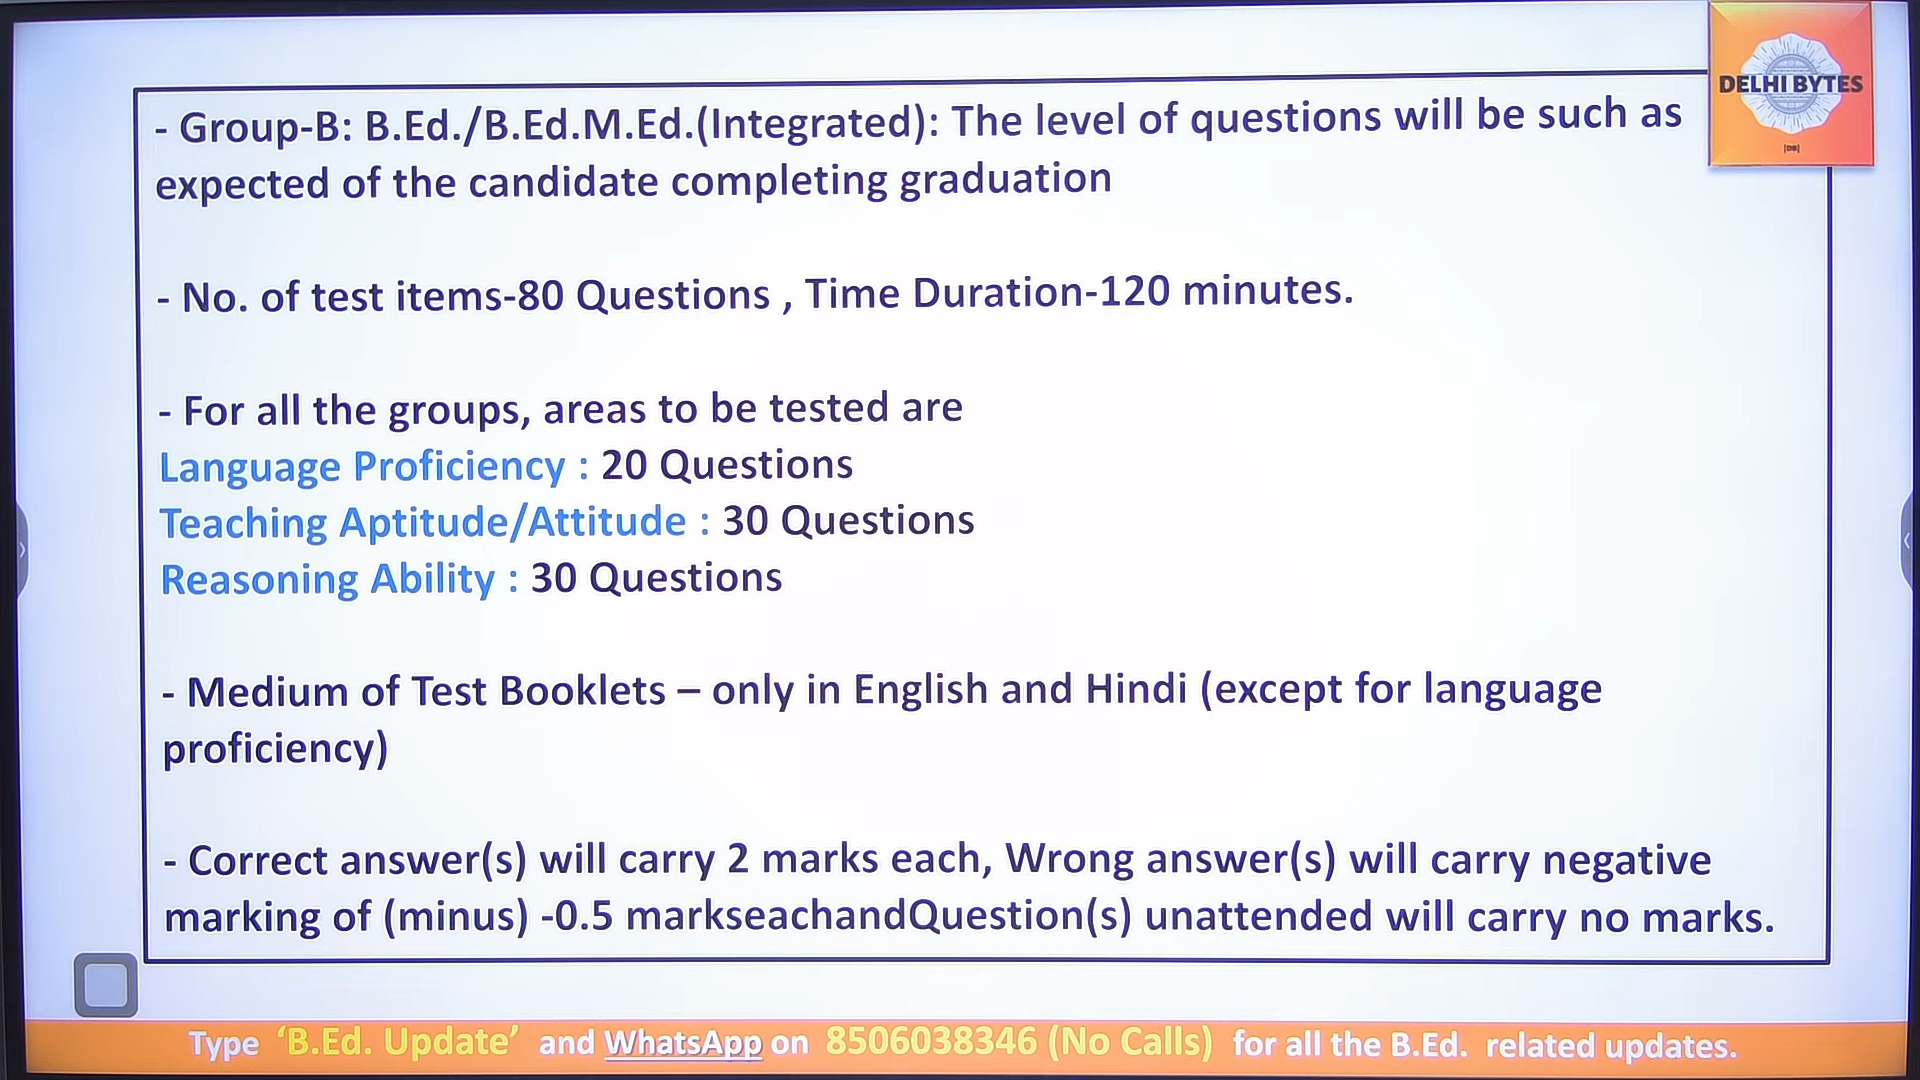 DELHI BYTES
|DB|
- Group-B: B.Ed./B.Ed.M.Ed.(Integrated): The level of questions will be such as
expected of the candidate completing graduation
- No. of test items-80 Questions , Time Duration-120 minutes.
- For all the groups, areas to be tested are
Language Proficiency : 20 Questions
Teaching Aptitude/Attitude : 30 Questions
Reasoning Ability : 30 Questions
- Medium of Test Booklets – only in English and Hindi (except for language
proficiency)
- Correct answer(s) will carry 2 marks each, Wrong answer(s) will carry negative
marking of (minus) -0.5 markseachandQuestion(s) unattended will carry no marks.
Type ‘B.Ed. Update’ and WhatsApp on 8506038346 (No Calls) for all the B.Ed. related updates.